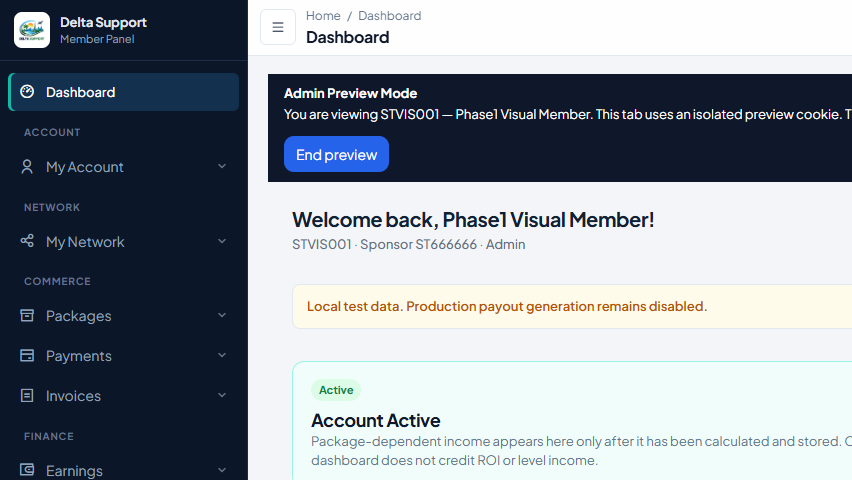 Delta Support
Member Panel
Dashboard
ACCOUNT
My Account
NETWORK
My Network
COMMERCE
Packages
Payments
Invoices
FINANCE
Earnings
Home / Dashboard
Dashboard
Admin Preview Mode
You are viewing STVIS001 — Phase1 Visual Member. This tab uses an isolated preview cookie. T
End preview
Welcome back, Phase1 Visual Member!
STVIS001 · Sponsor ST666666 · Admin
Local test data. Production payout generation remains disabled.
Active
Account Active
Package-dependent income appears here only after it has been calculated and stored.
dashboard does not credit ROI or level income.